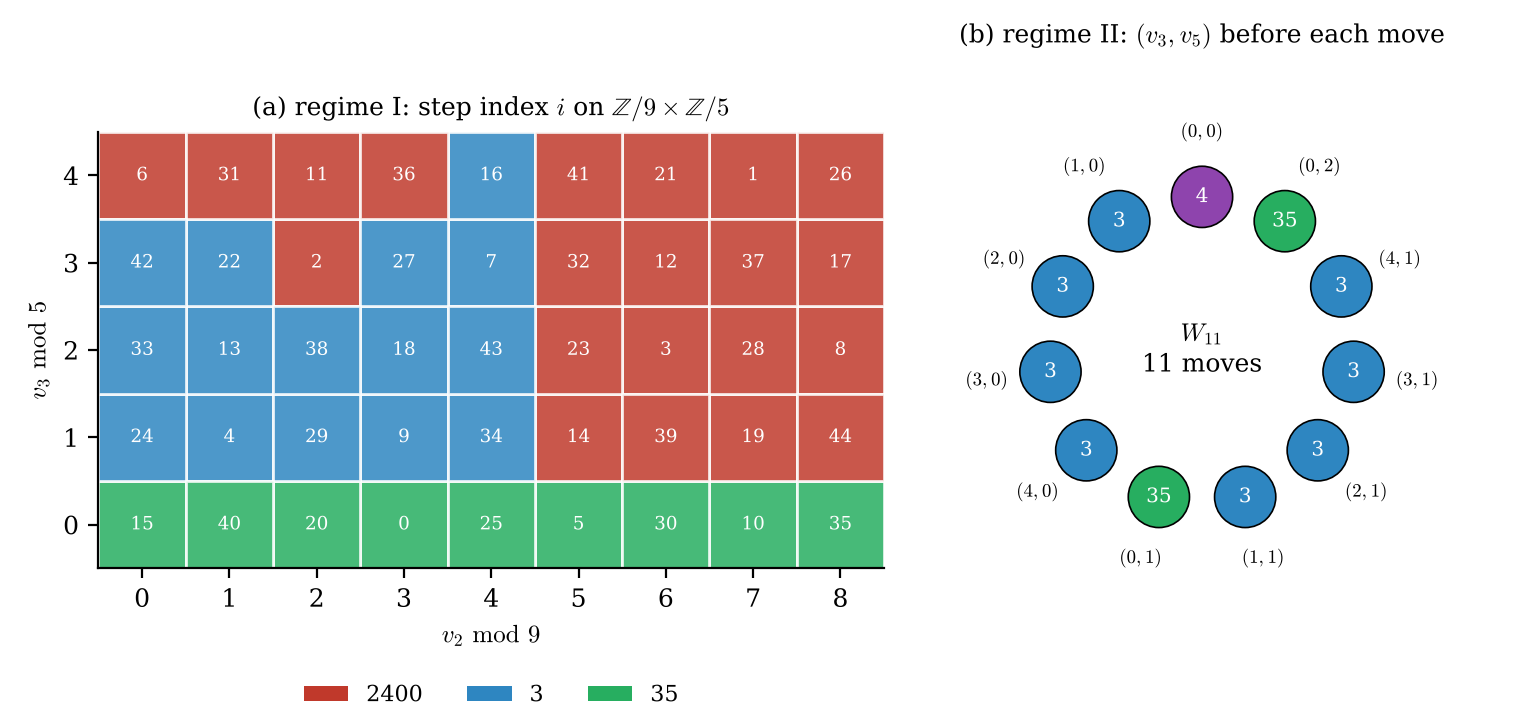 (b) regime II: (v₃, v₅) before each move
(a) regime I: step index i on ℤ/9 × ℤ/5
4 6 31 11 36 16 41 21 1 26
3 42 22 2 27 7 32 12 37 17
2 33 13 38 18 43 23 3 28 8
1 24 4 29 9 34 14 39 19 44
0 15 40 20 0 25 5 30 10 35
v₃ mod 5
0 1 2 3 4 5 6 7 8
v₂ mod 9
2400 3 35
(0, 0)
4
(0, 2)
35
(4, 1)
3
(3, 1)
3
(2, 1)
3
(1, 1)
3
(0, 1)
35
(4, 0)
3
(3, 0)
3
(2, 0)
3
(1, 0)
3
W₁₁
11 moves